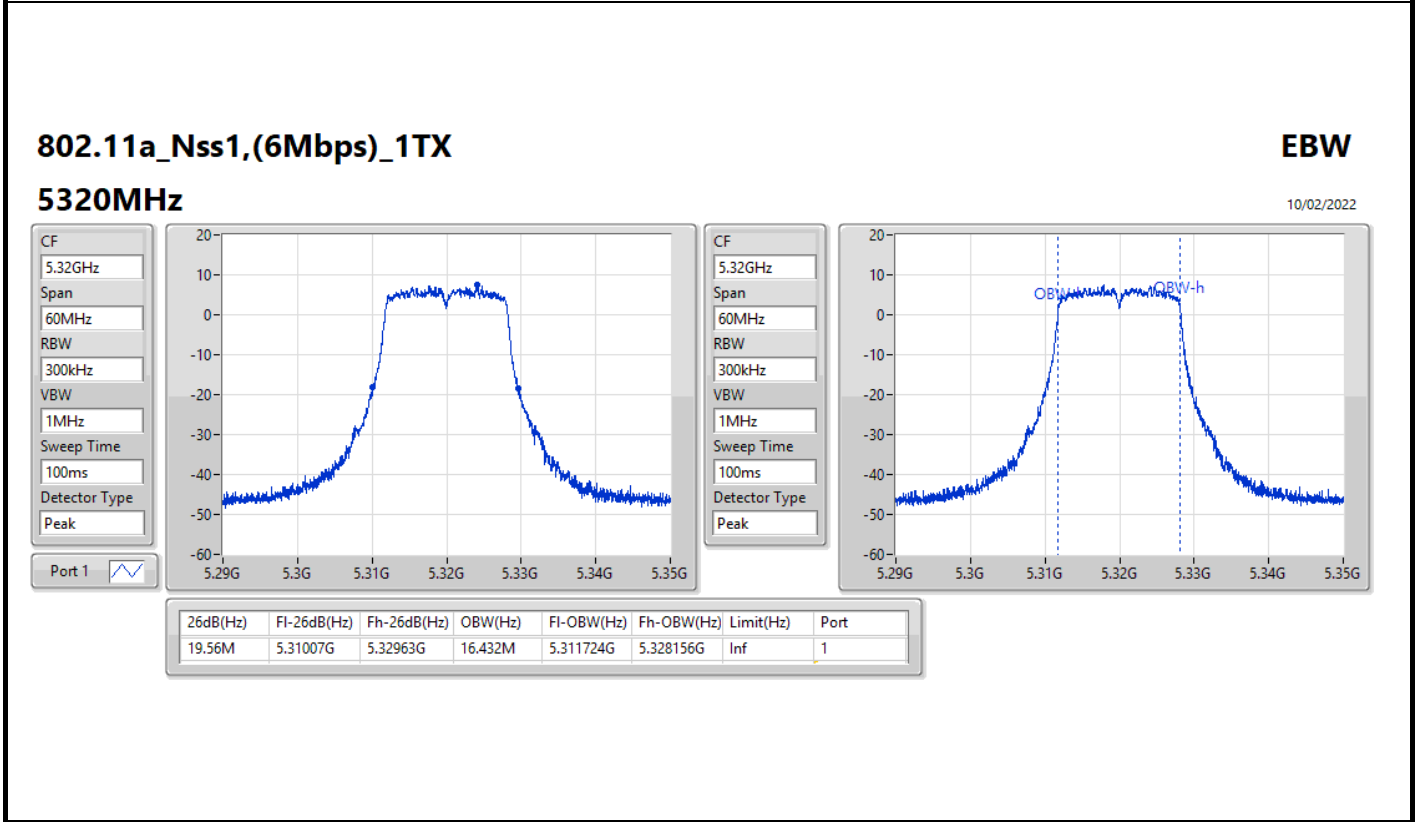 802.11a_Nss1,(6Mbps)_1TX
EBW
5320MHz
10/02/2022
CF
5.32GHz
Span
60MHz
RBW
300kHz
VBW
1MHz
Sweep Time
100ms
Detector Type
Peak
Port 1
20
10
0
-10
-20
-30
-40
-50
-60
5.29G 5.3G 5.31G 5.32G 5.33G 5.34G 5.35G
CF
5.32GHz
Span
60MHz
RBW
300kHz
VBW
1MHz
Sweep Time
100ms
Detector Type
Peak
20
10
0
-10
-20
-30
-40
-50
-60
OBW-h
5.29G 5.3G 5.31G 5.32G 5.33G 5.34G 5.35G
26dB(Hz) Fl-26dB(Hz) Fh-26dB(Hz) OBW(Hz) Fl-OBW(Hz) Fh-OBW(Hz) Limit(Hz) Port
19.56M 5.31007G 5.32963G 16.432M 5.311724G 5.328156G Inf 1